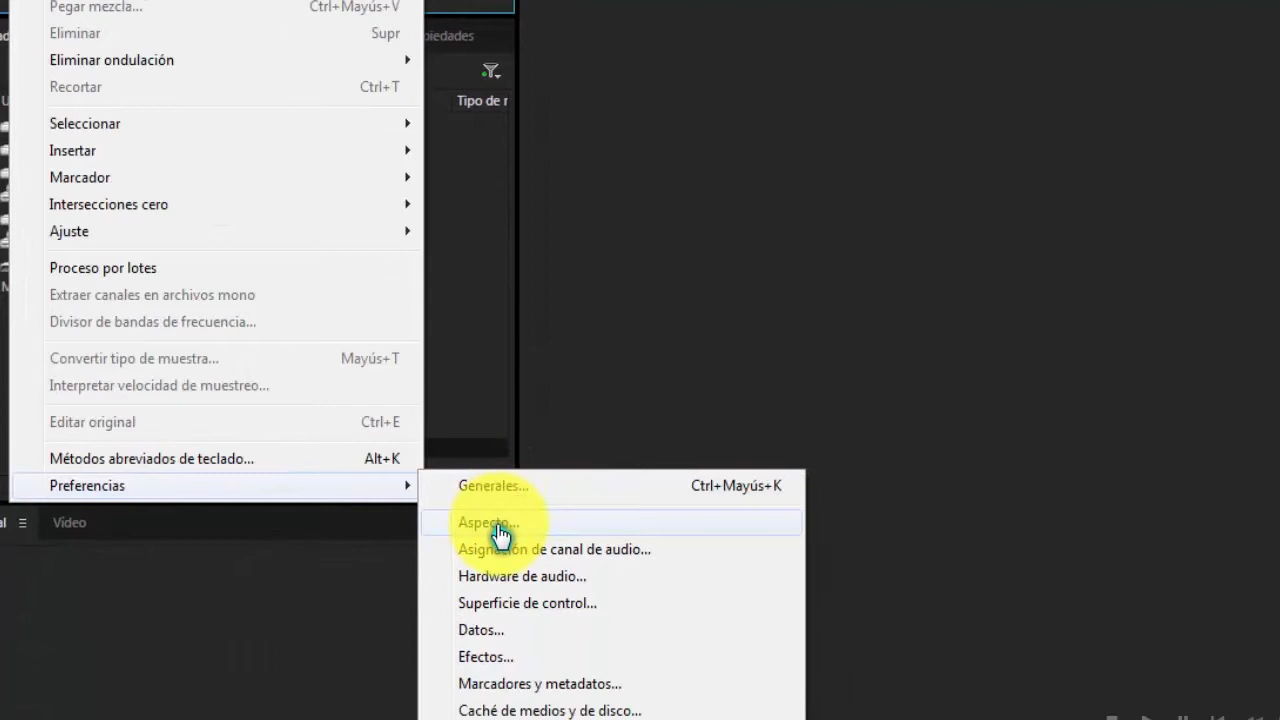 Pegar mezcla... Ctrl+Mayús+V
Eliminar Supr
Eliminar ondulación
Recortar Ctrl+T
Seleccionar
Insertar
Marcador
Intersecciones cero
Ajuste
Proceso por lotes
Extraer canales en archivos mono
Divisor de bandas de frecuencia...
Convertir tipo de muestra... Mayús+T
Interpretar velocidad de muestreo...
Editar original Ctrl+E
Métodos abreviados de teclado... Alt+K
Preferencias
Tipo de
Vídeo
Generales... Ctrl+Mayús+K
Aspecto...
Asignación de canal de audio...
Hardware de audio...
Superficie de control...
Datos...
Efectos...
Marcadores y metadatos...
Caché de medios y de disco...